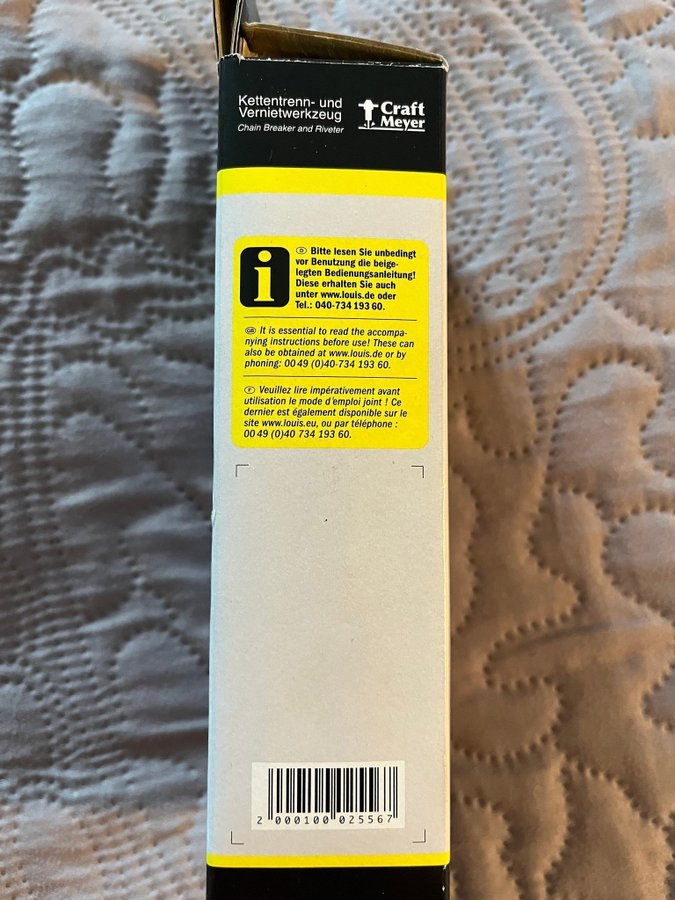 Kettentrenn- und
Vernietwerkzeug
Chain Breaker and Riveter
Craft
Meyer
i
D Bitte lesen Sie unbedingt
vor Benutzung die beige-
legten Bedienungsanleitung!
Diese erhalten Sie auch
unter www.louis.de oder
Tel.: 040-734 193 60.
GB It is essential to read the accompa-
nying instructions before use! These can
also be obtained at www.louis.de or by
phoning: 00 49 (0)40-734 193 60.
F Veuillez lire impérativement avant
utilisation le mode d'emploi joint ! Ce
dernier est également disponible sur le
site www.louis.eu, ou par téléphone :
00 49 (0)40 734 193 60.
2 000100 025567